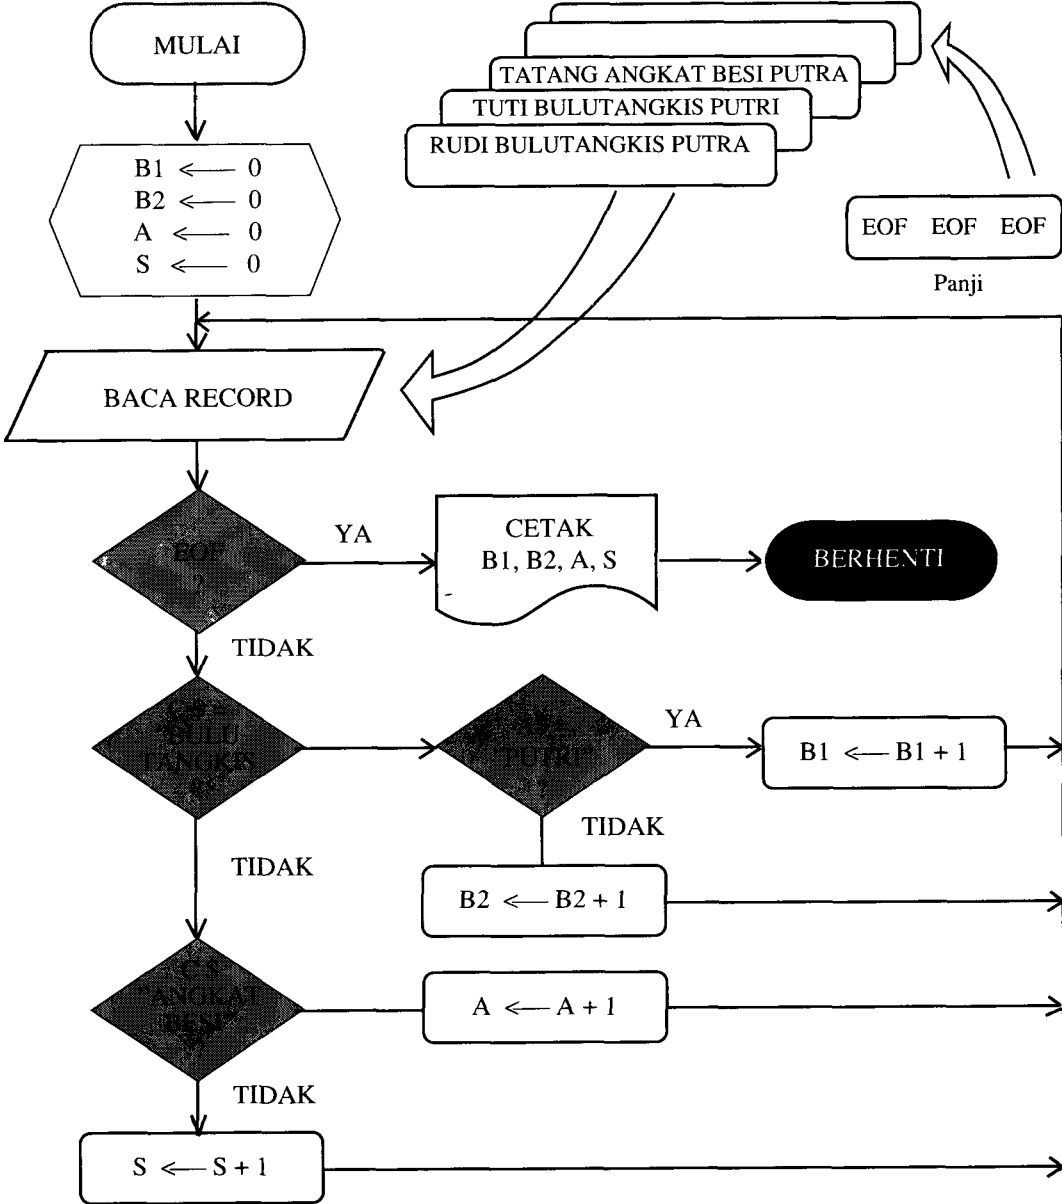 MULAI
TATANG ANGKAT BESI PUTRA
TUTI BULUTANGKIS PUTRI
RUDI BULUTANGKIS PUTRA
B1 ← 0
B2 ← 0
A ← 0
S ← 0
EOF EOF EOF
Panji
BACA RECORD
EOF
?
YA
CETAK
B1, B2, A, S
BERHENTI
TIDAK
"BULU
TANGKIS
"PUTRI"
?
YA
B1 ← B1 + 1
TIDAK
TIDAK
B2 ← B2 + 1
"ANGKAT
BESI"
A ← A + 1
TIDAK
S ← S + 1